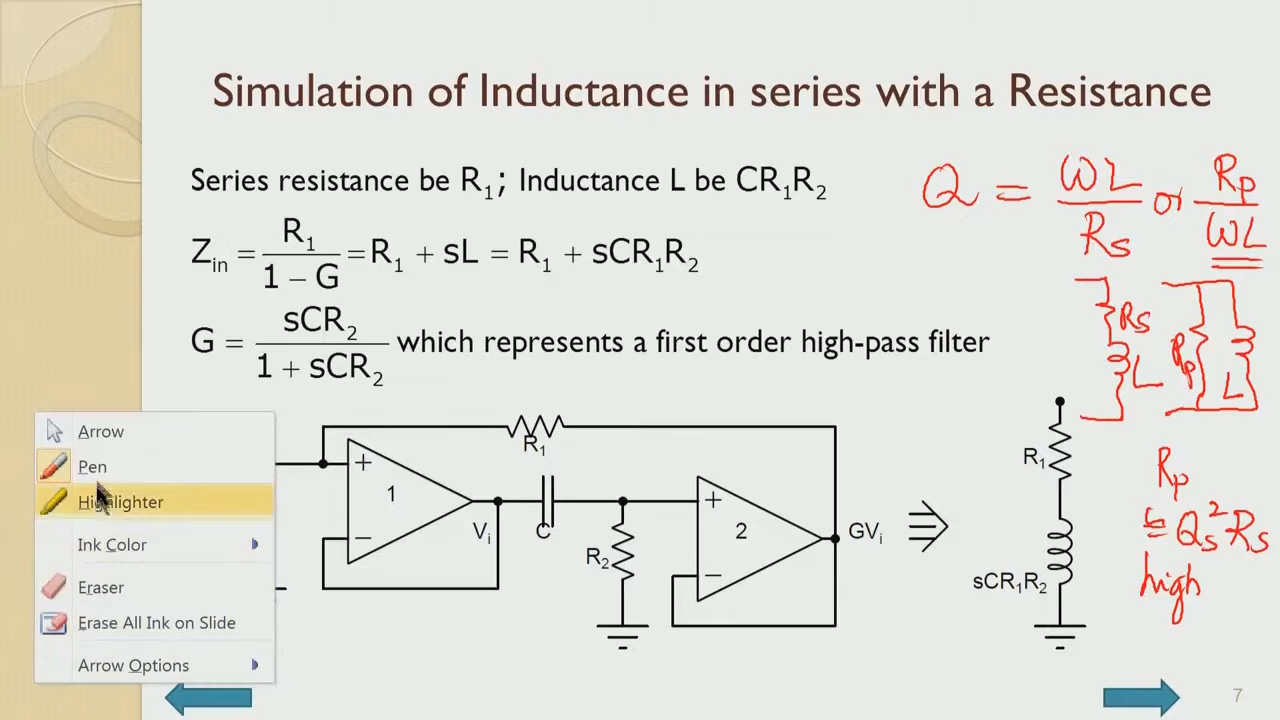 Simulation of Inductance in series with a Resistance
Series resistance be R₁; Inductance L be CR₁R₂
Q = ωL/Rs or Rp/ωL
Zin = R₁/(1 − G) = R₁ + sL = R₁ + sCR₁R₂
G = sCR₂/(1 + sCR₂) which represents a first order high-pass filter
Rs
L
Rp
L
Arrow
Pen
Highlighter
Ink Color
Eraser
Erase All Ink on Slide
Arrow Options
R₁
+
1
−
Vi
C
R₂
+
2
−
GVi
R₁
sCR₁R₂
Rp
≅ Qs² Rs
high
7